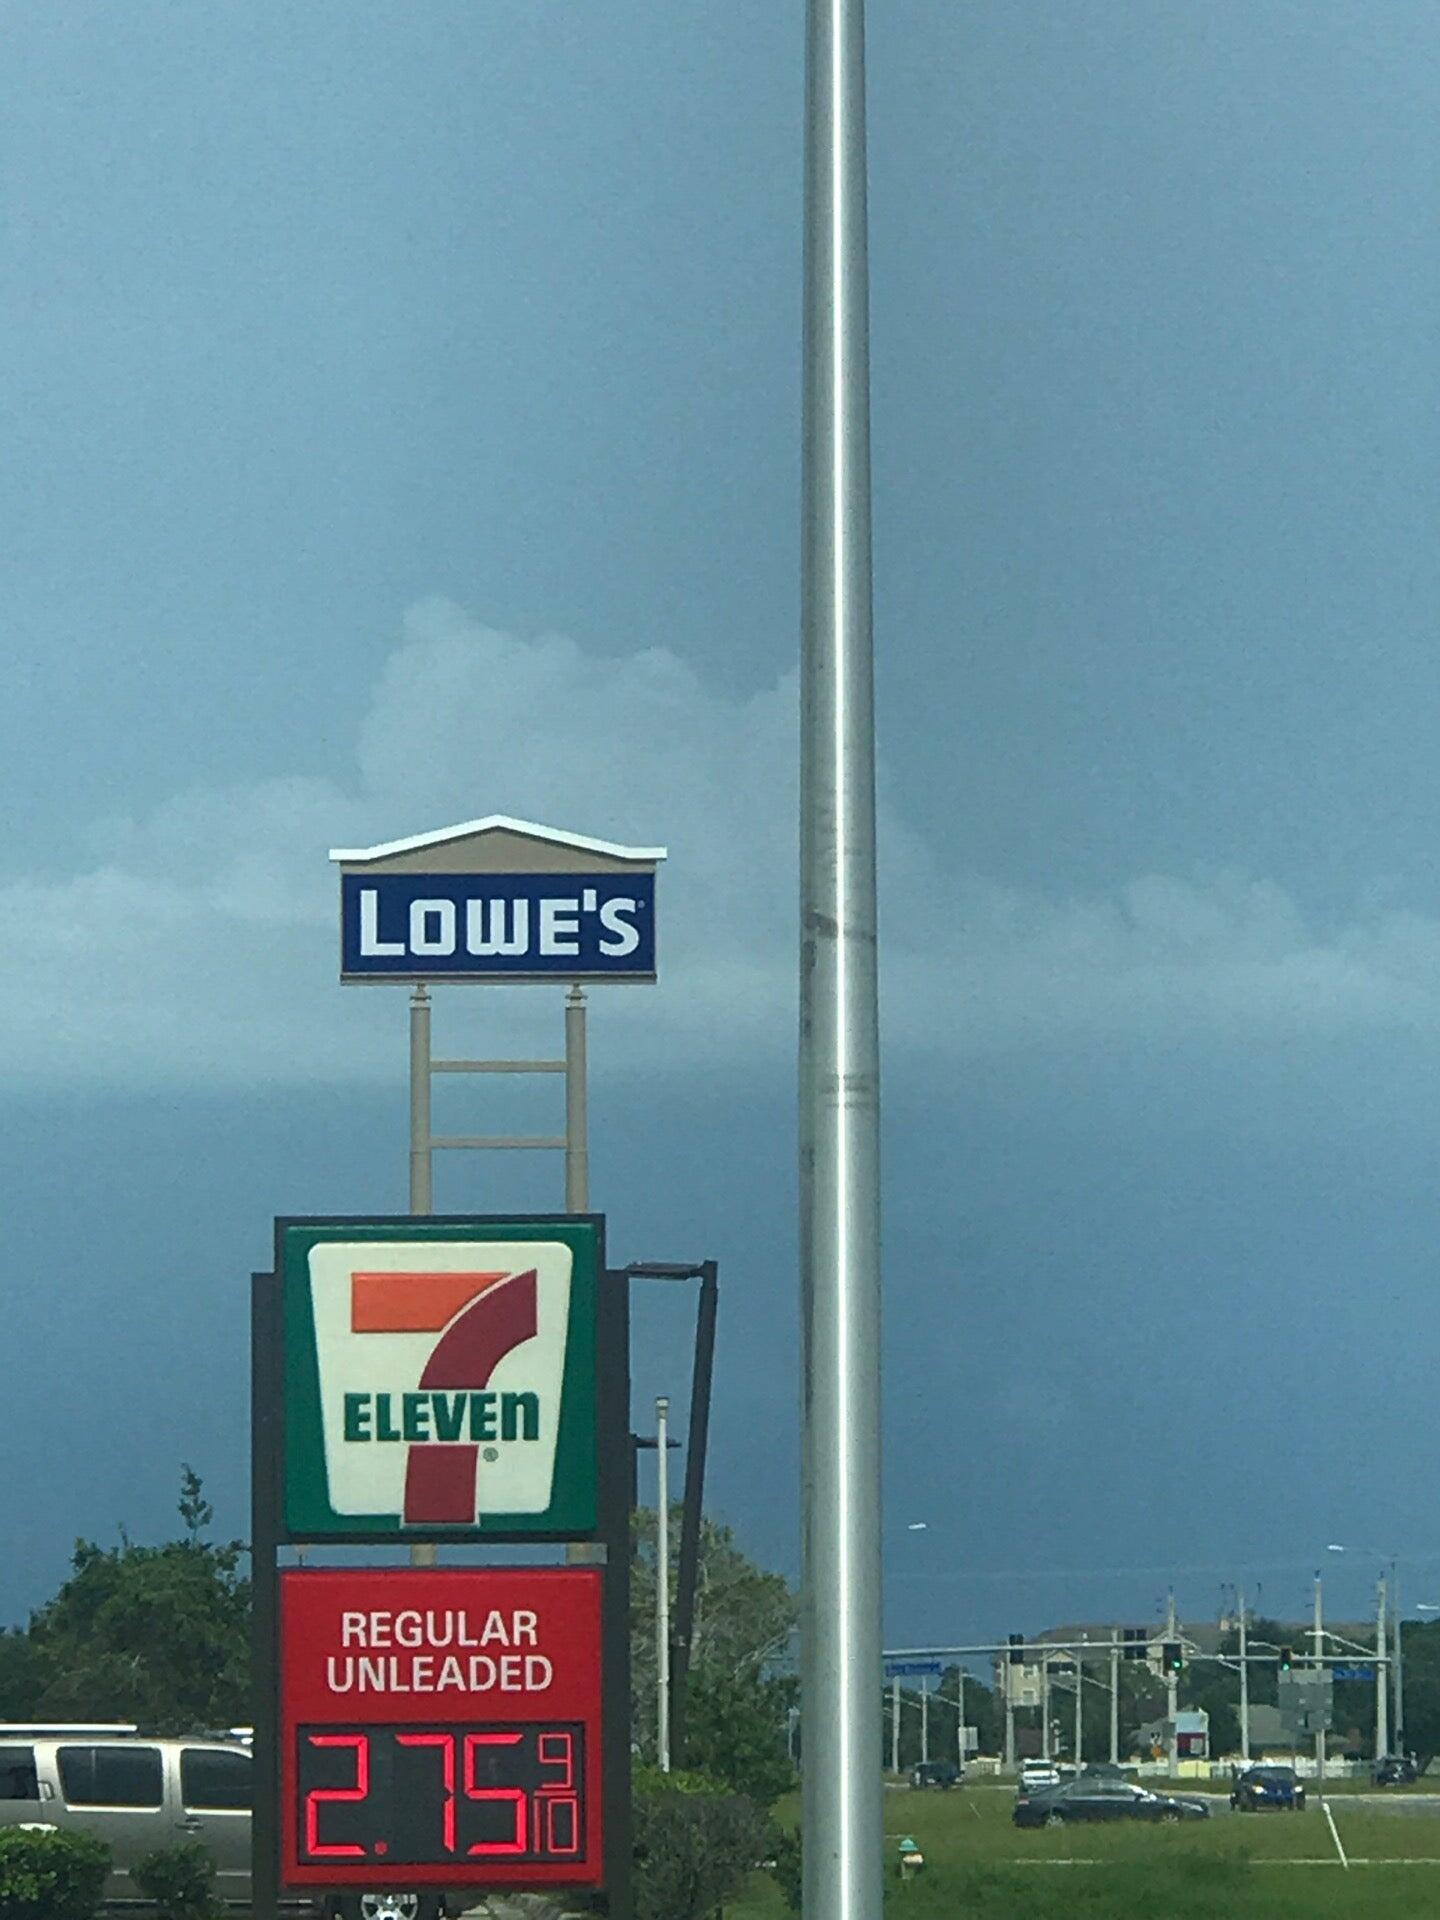 LOWE'S
7
ELEVEN
REGULAR
UNLEADED
2.75 9/10